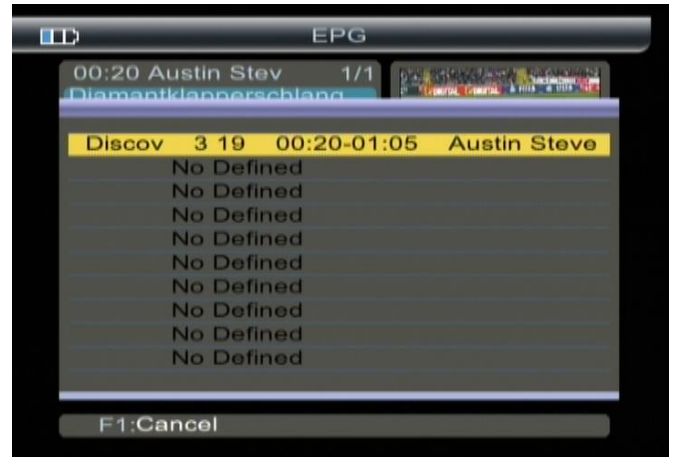 EPG
00:20 Austin Stev 1/1
Diamantklapperschlang
Discov 3 19 00:20-01:05 Austin Steve
No Defined
No Defined
No Defined
No Defined
No Defined
No Defined
No Defined
No Defined
No Defined
F1:Cancel